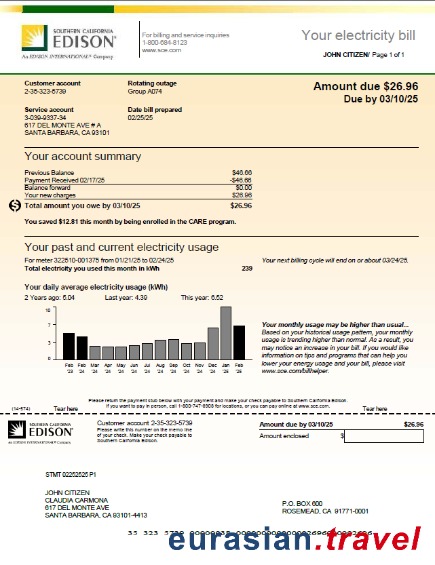 SOUTHERN CALIFORNIA
EDISON
An EDISON INTERNATIONAL® Company
For billing and service inquiries
1-800-684-8123
www.sce.com
Your electricity bill
JOHN CITIZEN/ Page 1 of 1
Customer account
2-35-323-5739
Rotating outage
Group A074
Amount due $26.96
Due by 03/10/25
Service account
3-039-9337-34
617 DEL MONTE AVE # A
SANTA BARBARA, CA 93101
Date bill prepared
02/25/25
Your account summary
Previous Balance $46.66
Payment Received 02/17/25 -$46.66
Balance forward $0.00
Your new charges $26.96
Total amount you owe by 03/10/25 $26.96
You saved $12.81 this month by being enrolled in the CARE program.
Your past and current electricity usage
For meter 322510-001375 from 01/21/25 to 02/24/25
Total electricity you used this month in kWh 239
Your next billing cycle will end on or about 03/24/25.
Your daily average electricity usage (kWh)
2 Years ago: 6.04 Last year: 4.39 This year: 6.52
10
7
3
0
Feb Feb Mar Apr May Jun Jul Aug Sep Oct Nov Dec Jan Feb
'23 '24 '24 '24 '24 '24 '24 '24 '24 '24 '24 '24 '25 '25
Your monthly usage may be higher than usual...
Based on your historical usage pattern, your monthly
usage is trending higher than normal. As a result, you
may notice an increase in your bill. If you would like
information on tips and programs that can help you
lower your energy usage and your bill, please visit
www.sce.com/billhelper.
Please return the payment stub below with your payment and make your check payable to Southern California Edison.
If you want to pay in person, call 1-800-747-8908 for locations, or you can pay online at www.sce.com.
(14-574) Tear here Tear here
SOUTHERN CALIFORNIA
EDISON
An EDISON INTERNATIONAL® Company
Customer account 2-35-323-5739
Please write this number on the memo line
of your check. Make your check payable to
Southern California Edison.
Amount due by 03/10/25 $26.96
Amount enclosed $
STMT 02252525 P1
JOHN CITIZEN
CLAUDIA CARMONA
617 DEL MONTE AVE
SANTA BARBARA, CA 93101-4413
P.O. BOX 600
ROSEMEAD, CA 91771-0001
35 323 5739
eurasian.travel